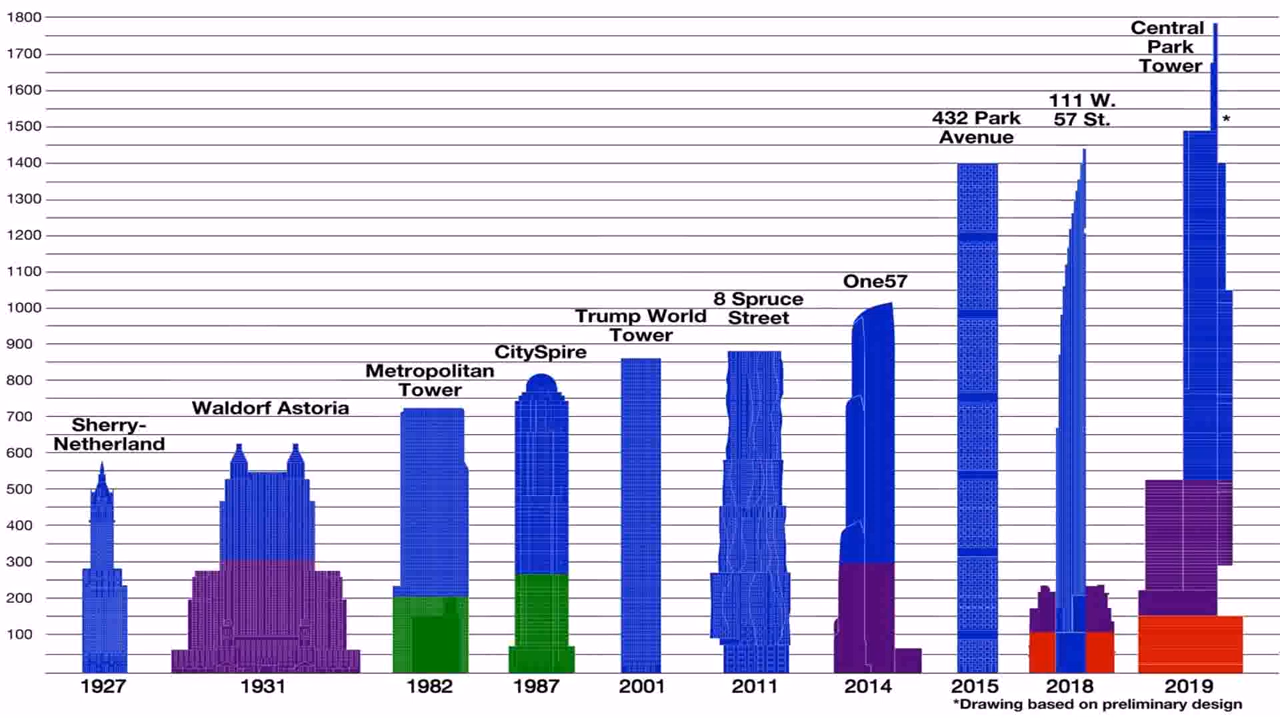 1800
1700
1600
1500
1400
1300
1200
1100
1000
900
800
700
600
500
400
300
200
100
Sherry-
Netherland
Waldorf Astoria
Metropolitan
Tower
CitySpire
Trump World
Tower
8 Spruce
Street
One57
432 Park
Avenue
111 W.
57 St.
Central
Park
Tower
*
1927
1931
1982
1987
2001
2011
2014
2015
2018
2019
*Drawing based on preliminary design